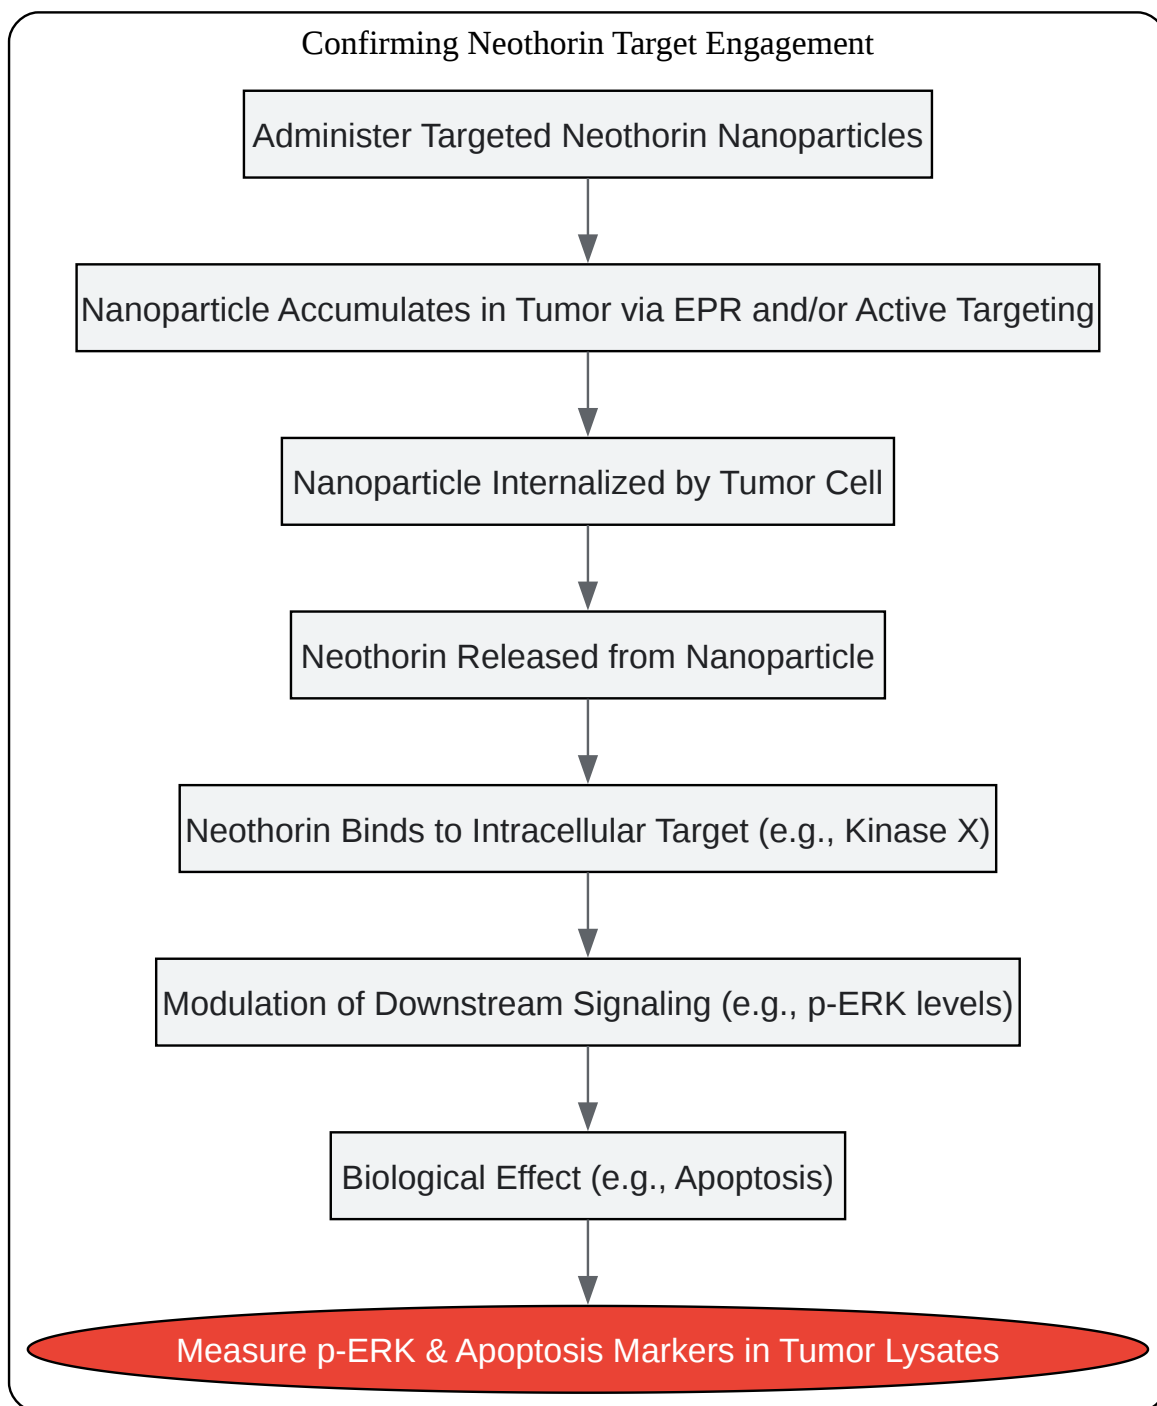 Confirming Neothorin Target Engagement
Administer Targeted Neothorin Nanoparticles
Nanoparticle Accumulates in Tumor via EPR and/or Active Targeting
Nanoparticle Internalized by Tumor Cell
Neothorin Released from Nanoparticle
Neothorin Binds to Intracellular Target (e.g., Kinase X)
Modulation of Downstream Signaling (e.g., p-ERK levels)
Biological Effect (e.g., Apoptosis)
Measure p-ERK & Apoptosis Markers in Tumor Lysates